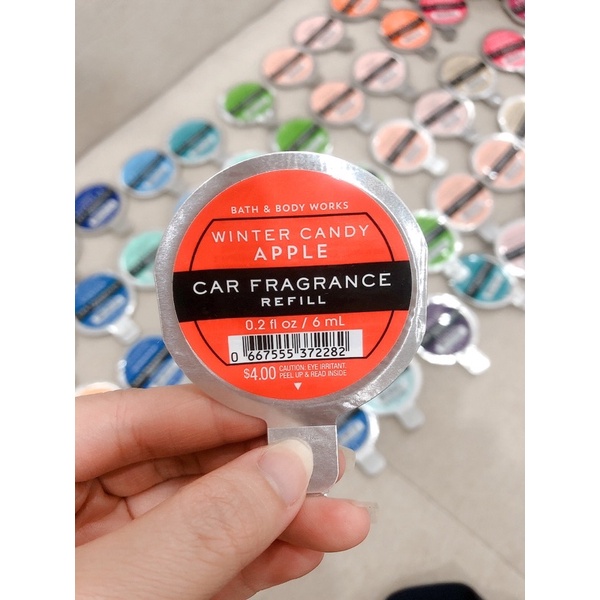 BATH & BODY WORKS
WINTER CANDY
APPLE
CAR FRAGRANCE
REFILL
0.2 fl oz / 6 mL
0 667555 372282
$4.00 CAUTION: EYE IRRITANT.
PEEL UP & READ INSIDE